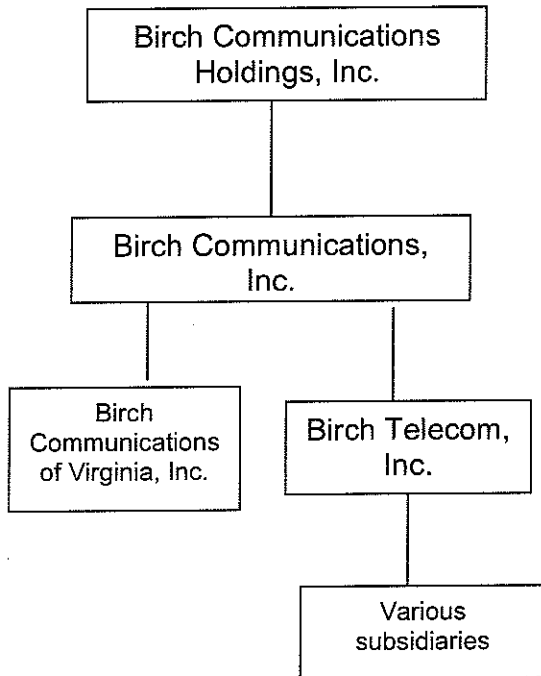 Birch Communications
Holdings, Inc.
Birch Communications,
Inc.
Birch
Communications
of Virginia, Inc.
Birch Telecom,
Inc.
Various
subsidiaries